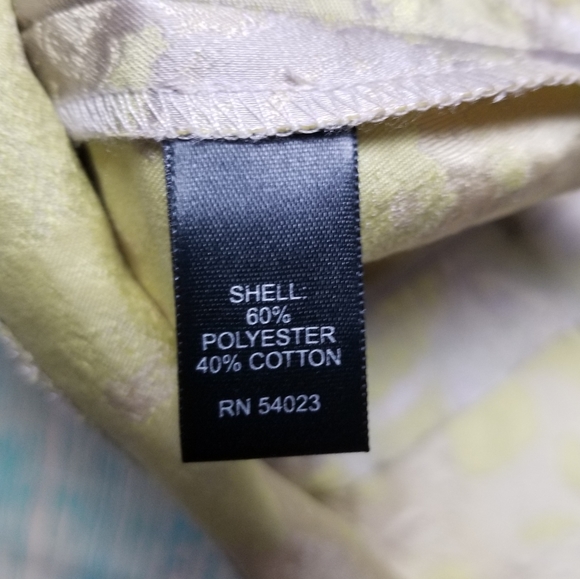 SHELL:
60%
POLYESTER
40% COTTON
RN 54023